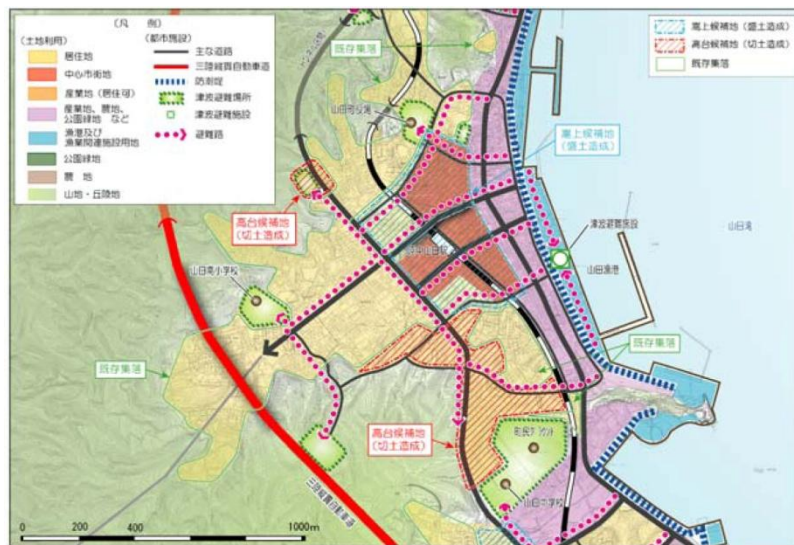 （凡　例）
（土地利用）
居住地
中心市街地
産業地（居住可）
産業地、農地、
公園緑地　など
漁港及び
漁業関連施設用地
公園緑地
農　地
山地・丘陵地
（都市施設）
主な道路
三陸縦貫自動車道
防潮堤
津波避難場所
津波避難施設
避難路
嵩上候補地（盛土造成）
高台候補地（切土造成）
既存集落
既存集落
山田町役場
嵩上候補地
（盛土造成）
高台候補地
（切土造成）
津波避難施設
山田湾
山田漁港
山田南小学校
既存集落
既存集落
高台候補地
（切土造成）
山田中学校
三陸縦貫自動車道
0 200 400 1000m